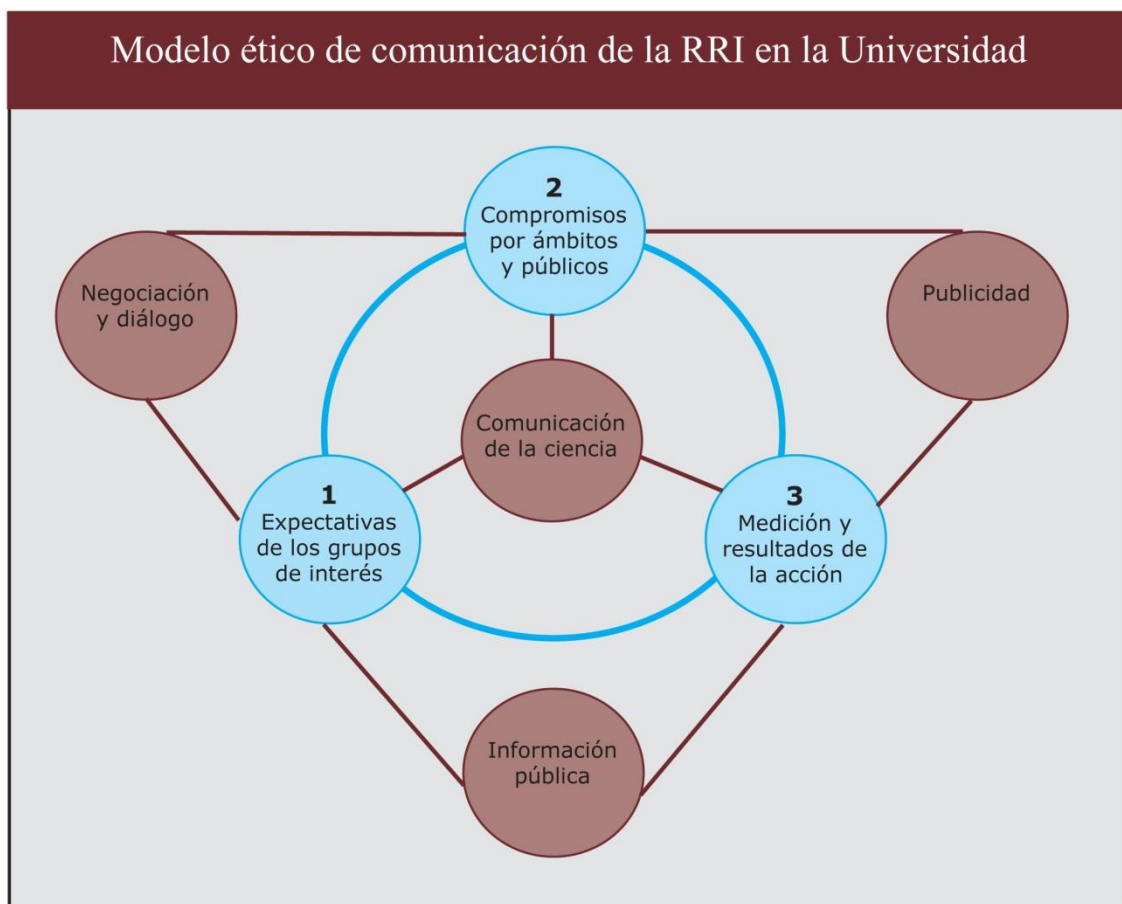 Modelo ético de comunicación de la RRI en la Universidad
2
Compromisos
por ámbitos
y públicos
Negociación
y diálogo
Publicidad
Comunicación
de la ciencia
1
Expectativas
de los grupos
de interés
3
Medición y
resultados de
la acción
Información
pública